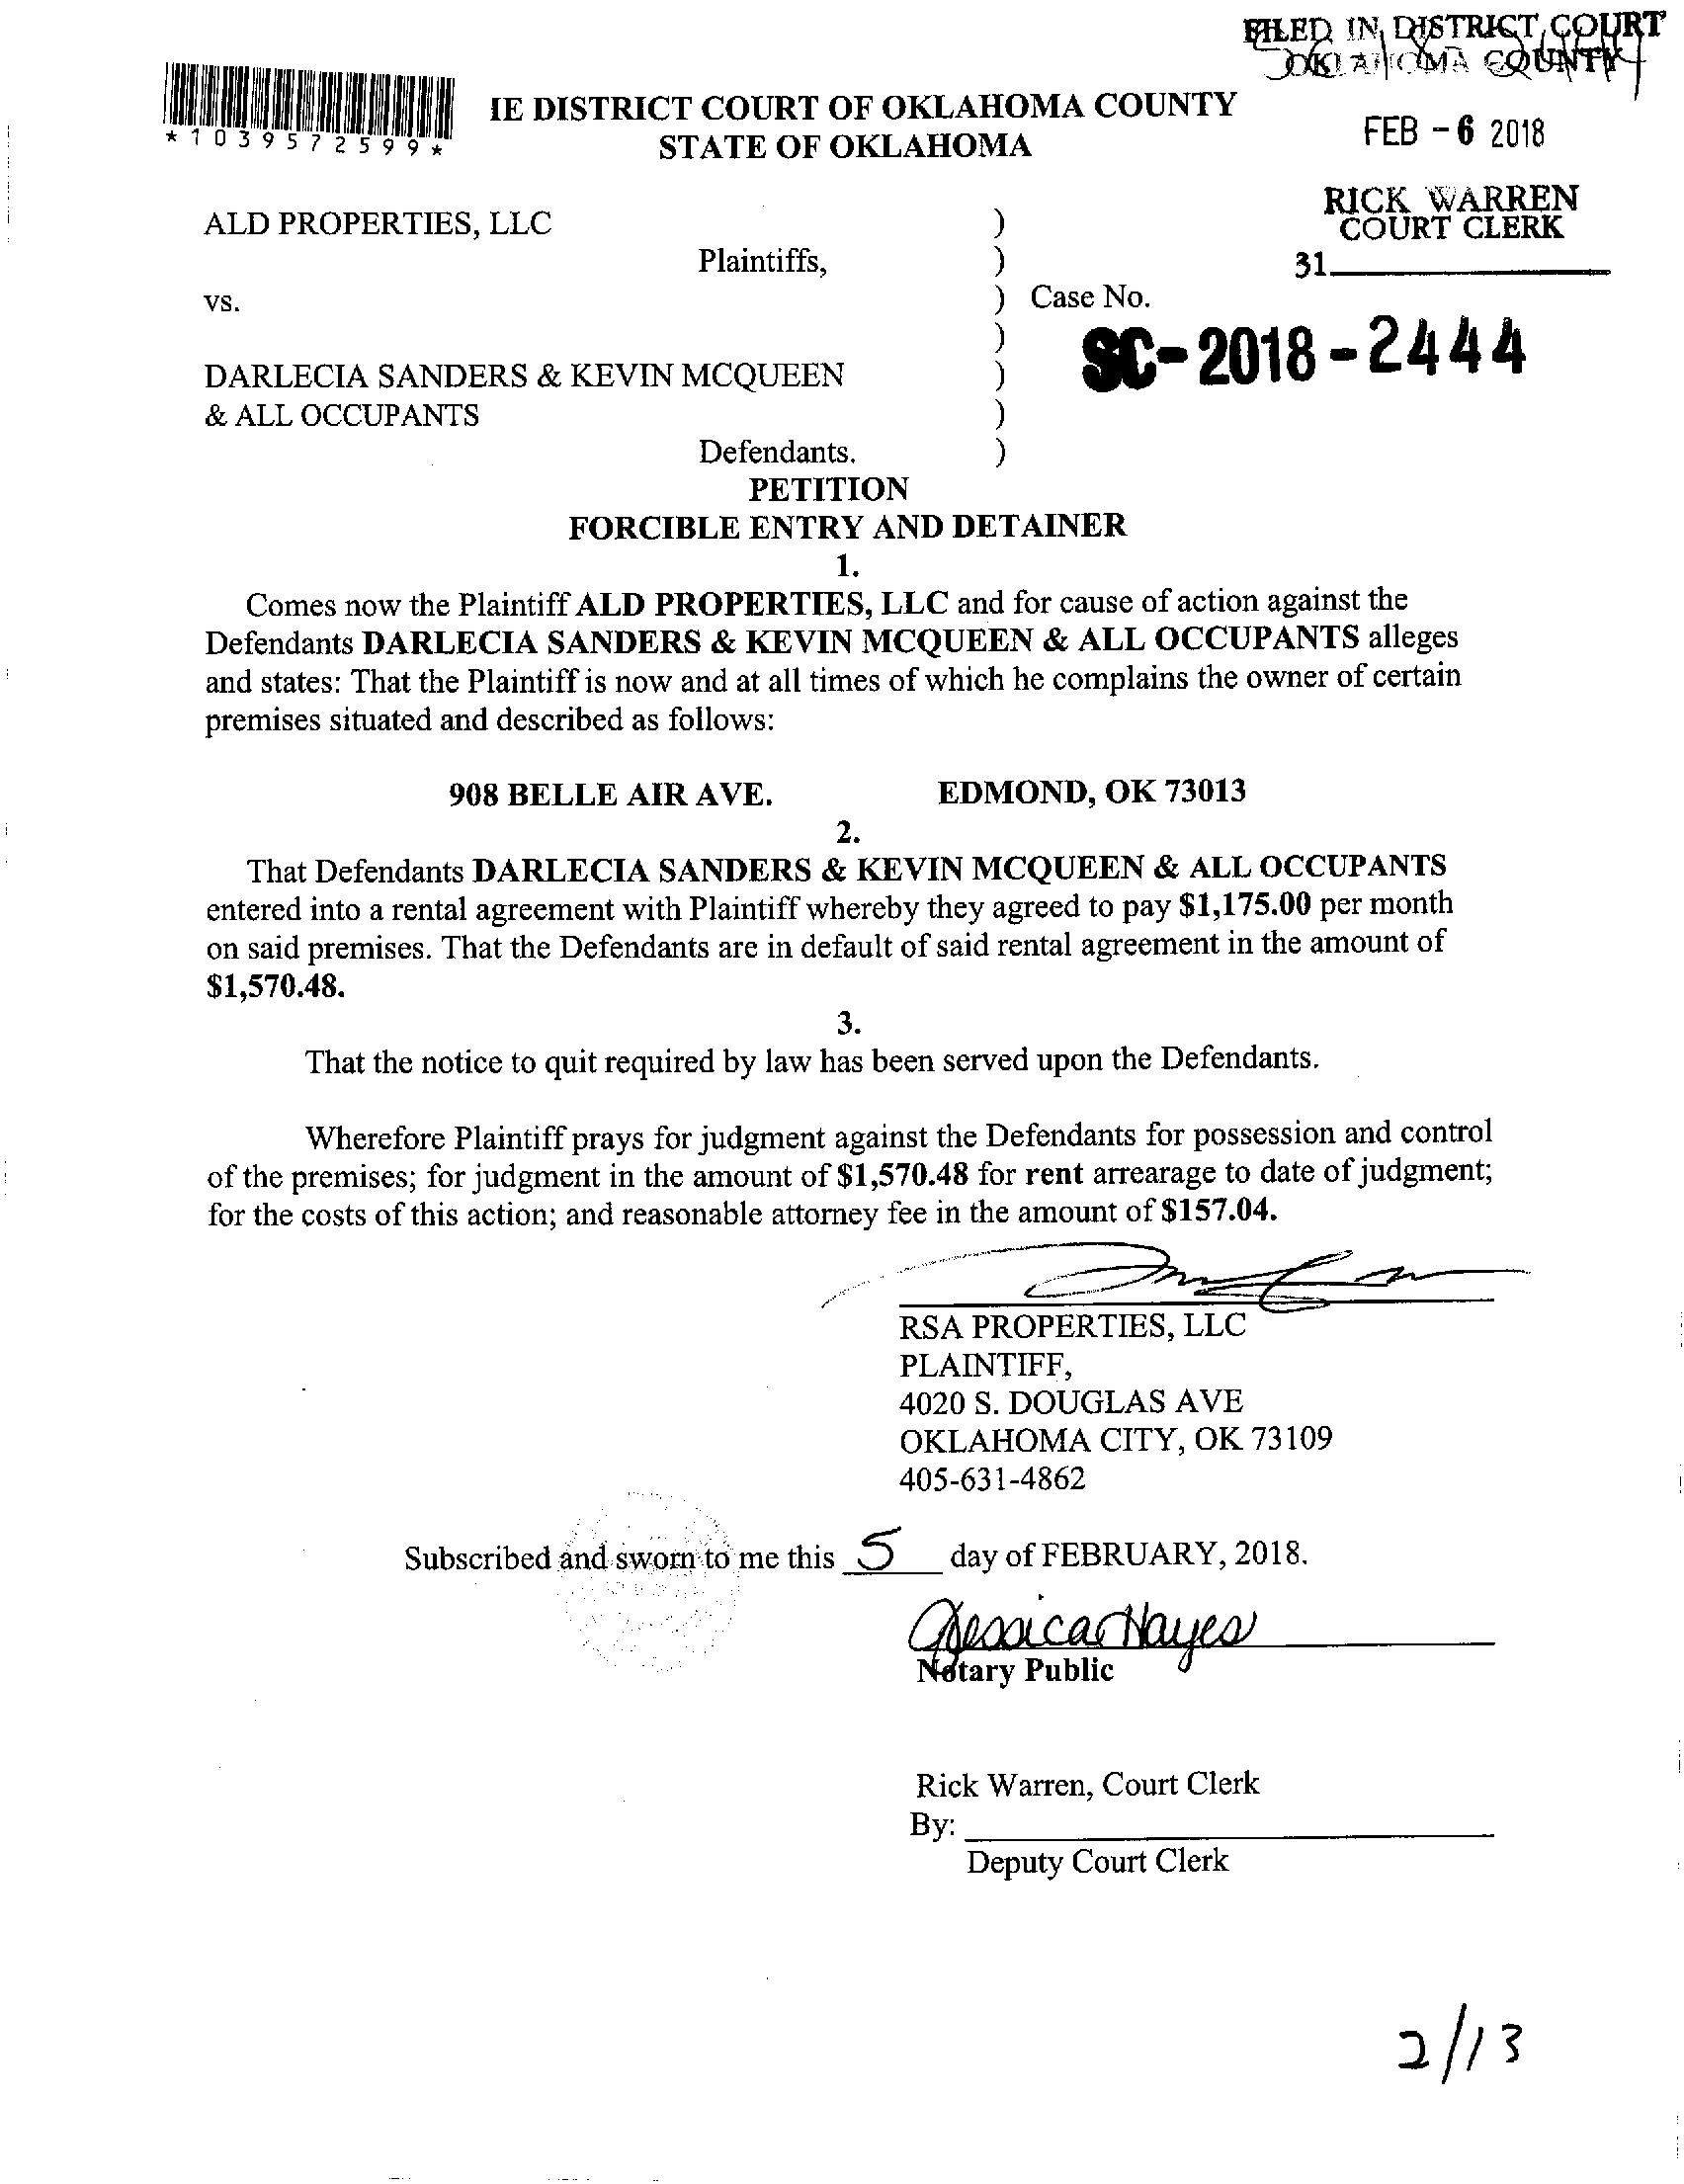 FILED IN DISTRICT COURT
OKLAHOMA COUNTY
*1039572599*
IE DISTRICT COURT OF OKLAHOMA COUNTY
STATE OF OKLAHOMA
FEB - 6 2018
RICK WARREN
COURT CLERK
31
ALD PROPERTIES, LLC )
Plaintiffs, )
vs. ) Case No.
)
SC-2018-2444
DARLECIA SANDERS & KEVIN MCQUEEN )
& ALL OCCUPANTS )
Defendants. )
PETITION
FORCIBLE ENTRY AND DETAINER
1.
Comes now the Plaintiff ALD PROPERTIES, LLC and for cause of action against the
Defendants DARLECIA SANDERS & KEVIN MCQUEEN & ALL OCCUPANTS alleges
and states: That the Plaintiff is now and at all times of which he complains the owner of certain
premises situated and described as follows:
908 BELLE AIR AVE. EDMOND, OK 73013
2.
That Defendants DARLECIA SANDERS & KEVIN MCQUEEN & ALL OCCUPANTS
entered into a rental agreement with Plaintiff whereby they agreed to pay $1,175.00 per month
on said premises. That the Defendants are in default of said rental agreement in the amount of
$1,570.48.
3.
That the notice to quit required by law has been served upon the Defendants.
Wherefore Plaintiff prays for judgment against the Defendants for possession and control
of the premises; for judgment in the amount of $1,570.48 for rent arrearage to date of judgment;
for the costs of this action; and reasonable attorney fee in the amount of $157.04.
RSA PROPERTIES, LLC
PLAINTIFF,
4020 S. DOUGLAS AVE
OKLAHOMA CITY, OK 73109
405-631-4862
Subscribed and sworn to me this 5 day of FEBRUARY, 2018.
Jessica Hayes
Notary Public
Rick Warren, Court Clerk
By:
Deputy Court Clerk
2/13